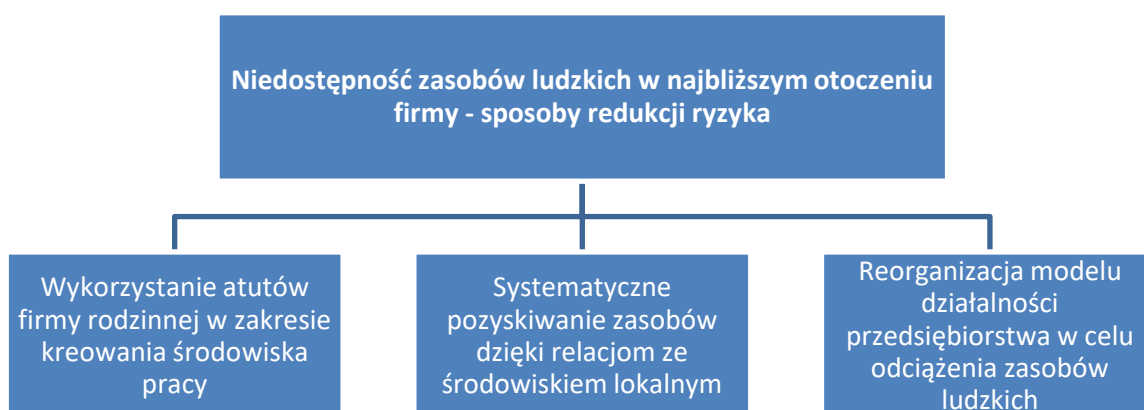 Niedostępność zasobów ludzkich w najbliższym otoczeniu
firmy - sposoby redukcji ryzyka
Wykorzystanie atutów
firmy rodzinnej w zakresie
kreowania środowiska
pracy
Systematyczne
pozyskiwanie zasobów
dzięki relacjom ze
środowiskiem lokalnym
Reorganizacja modelu
działalności
przedsiębiorstwa w celu
odciążenia zasobów
ludzkich